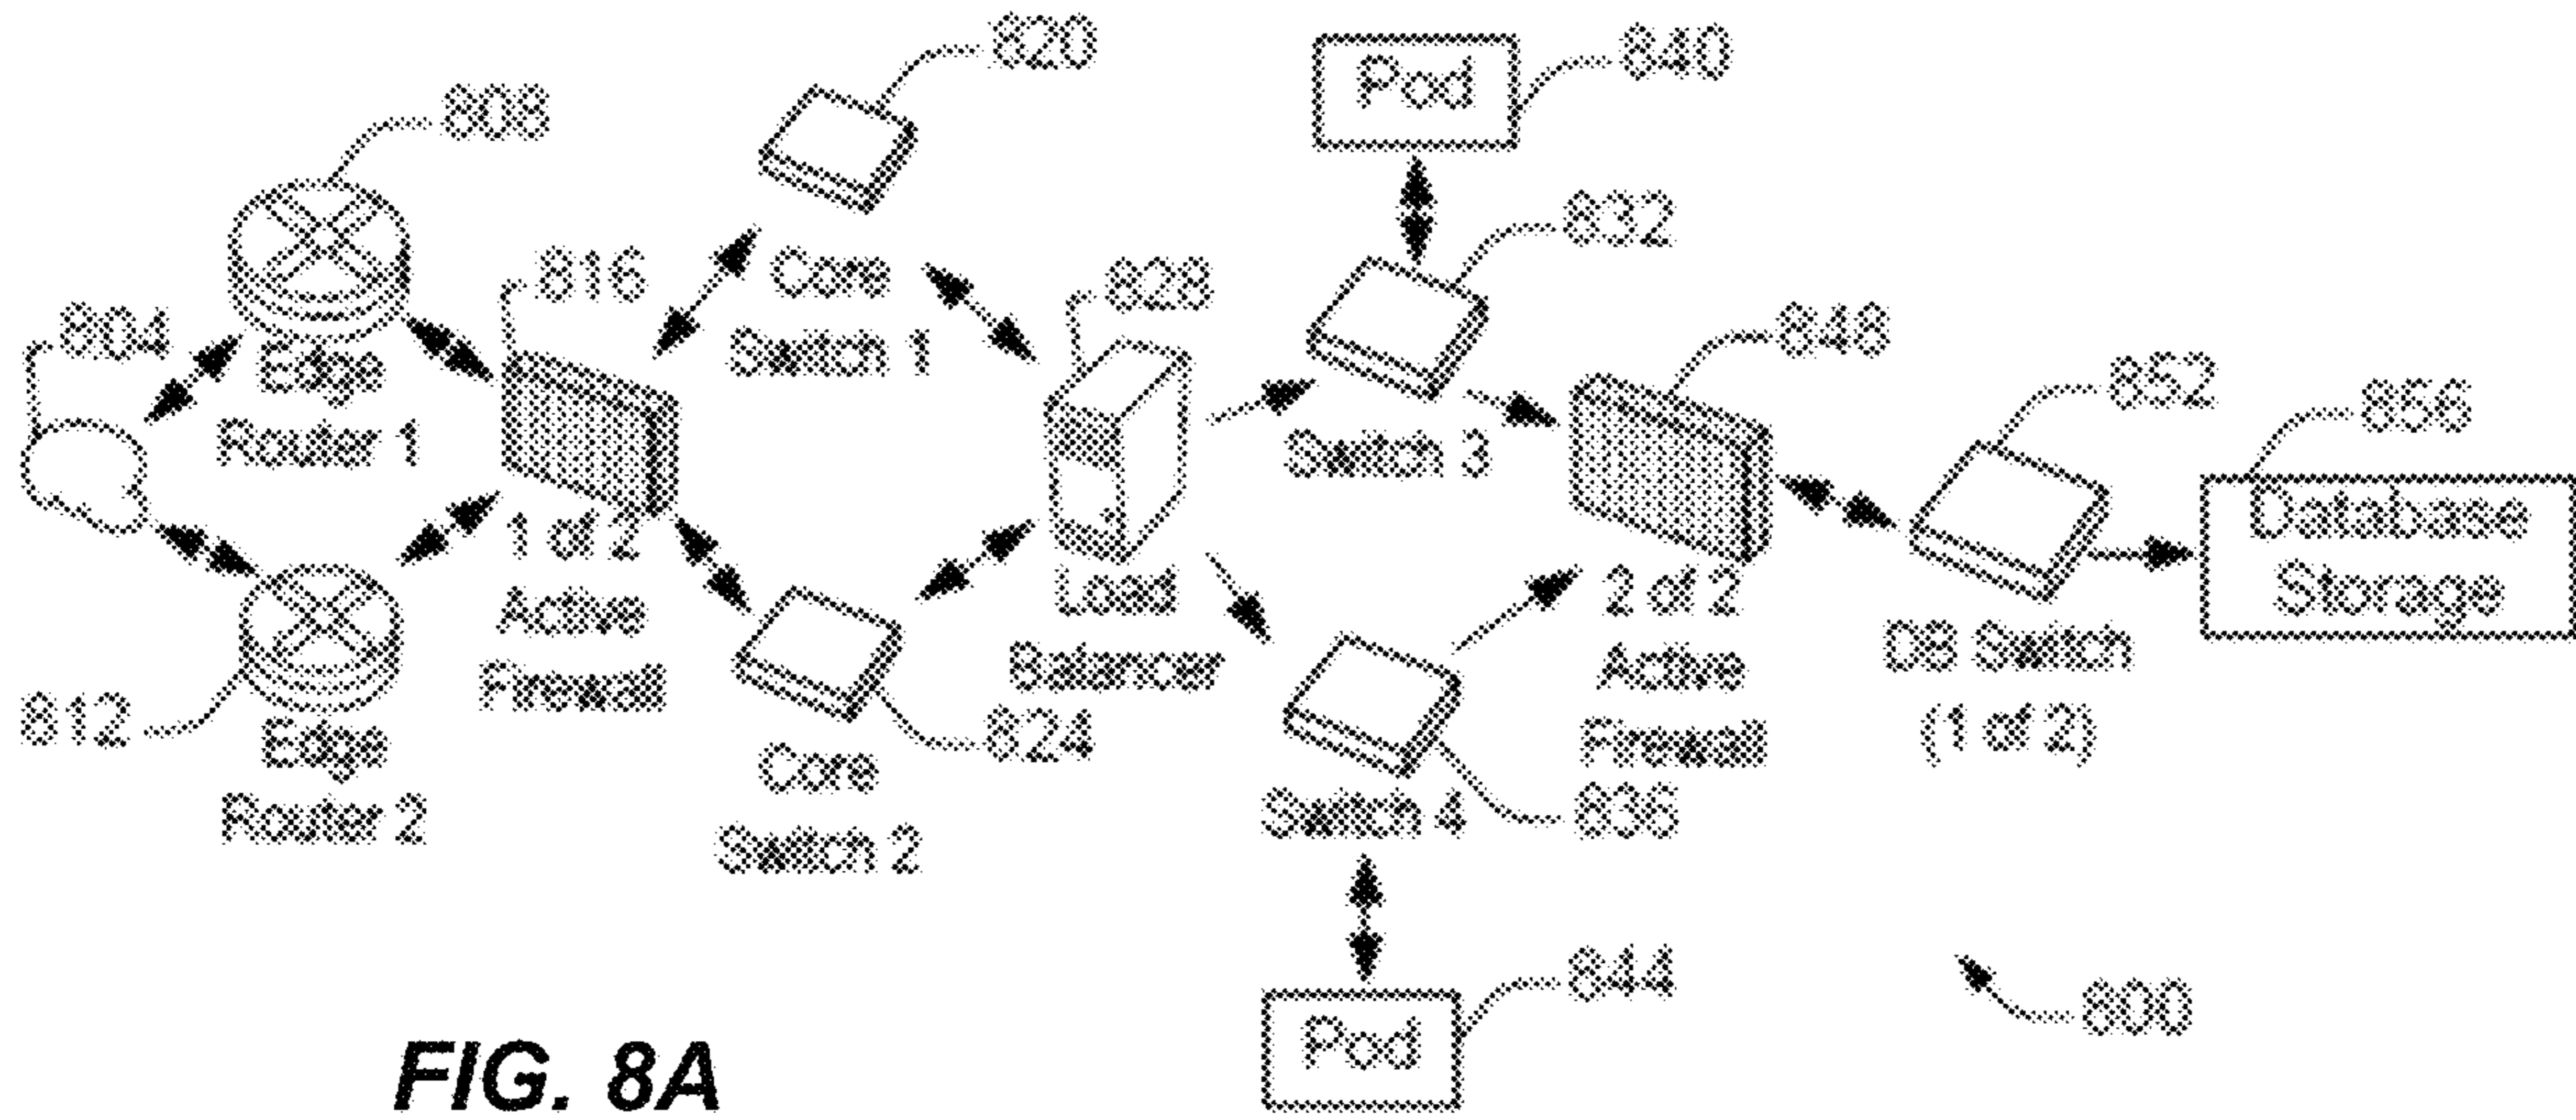 820
840
808
Pod
832
816
Core
Switch 1
828
804
848
Edge
Router 1
852
856
Switch 3
Database
Storage
1 of 2
Active
Firewall
Load
Balancer
2 of 2
Active
Firewall
DB Switch
(1 of 2)
812
Edge
Router 2
824
Core
Switch 2
Switch 4
836
844
Pod
800
FIG. 8A